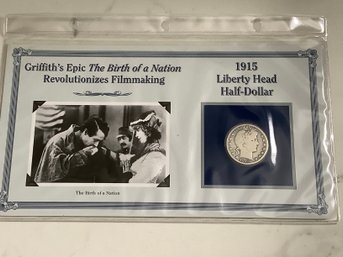 Griffith's Epic The Birth of a Nation
Revolutionizes Filmmaking
1915
Liberty Head
Half-Dollar
The Birth of a Nation